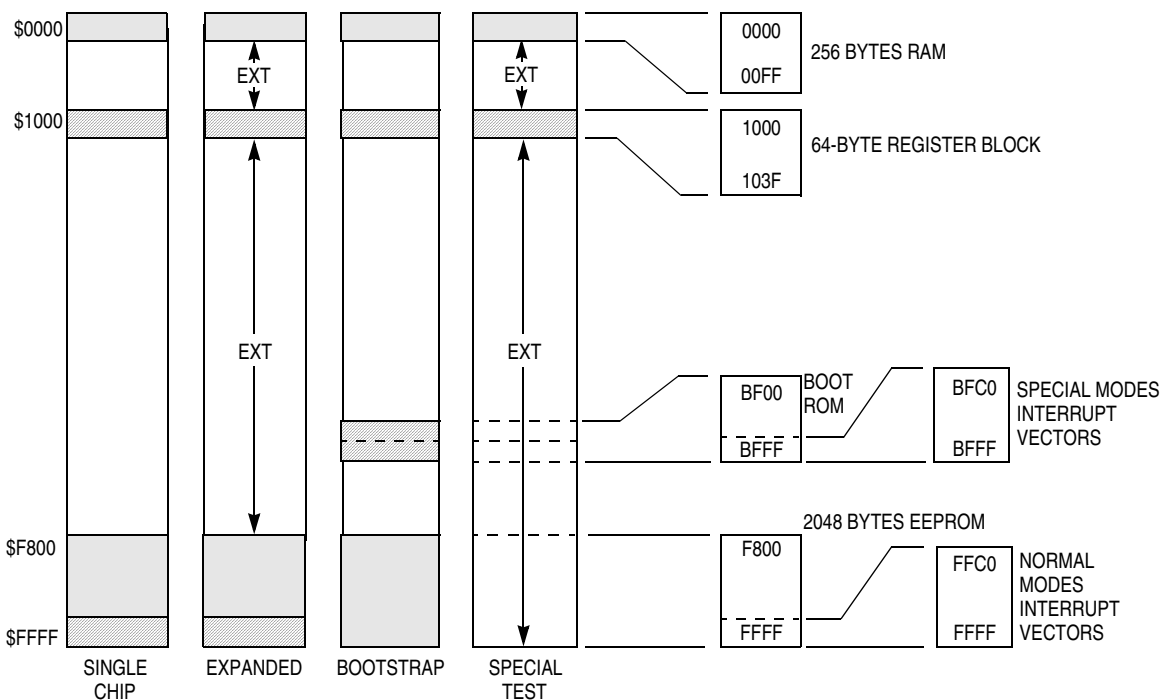 $0000
$1000
$F800
$FFFF
EXT
EXT
EXT
EXT
SINGLE
CHIP
EXPANDED
BOOTSTRAP
SPECIAL
TEST
0000
00FF
256 BYTES RAM
1000
103F
64-BYTE REGISTER BLOCK
BF00
BFFF
BOOT
ROM
BFC0
BFFF
SPECIAL MODES
INTERRUPT
VECTORS
2048 BYTES EEPROM
F800
FFFF
FFC0
FFFF
NORMAL
MODES
INTERRUPT
VECTORS